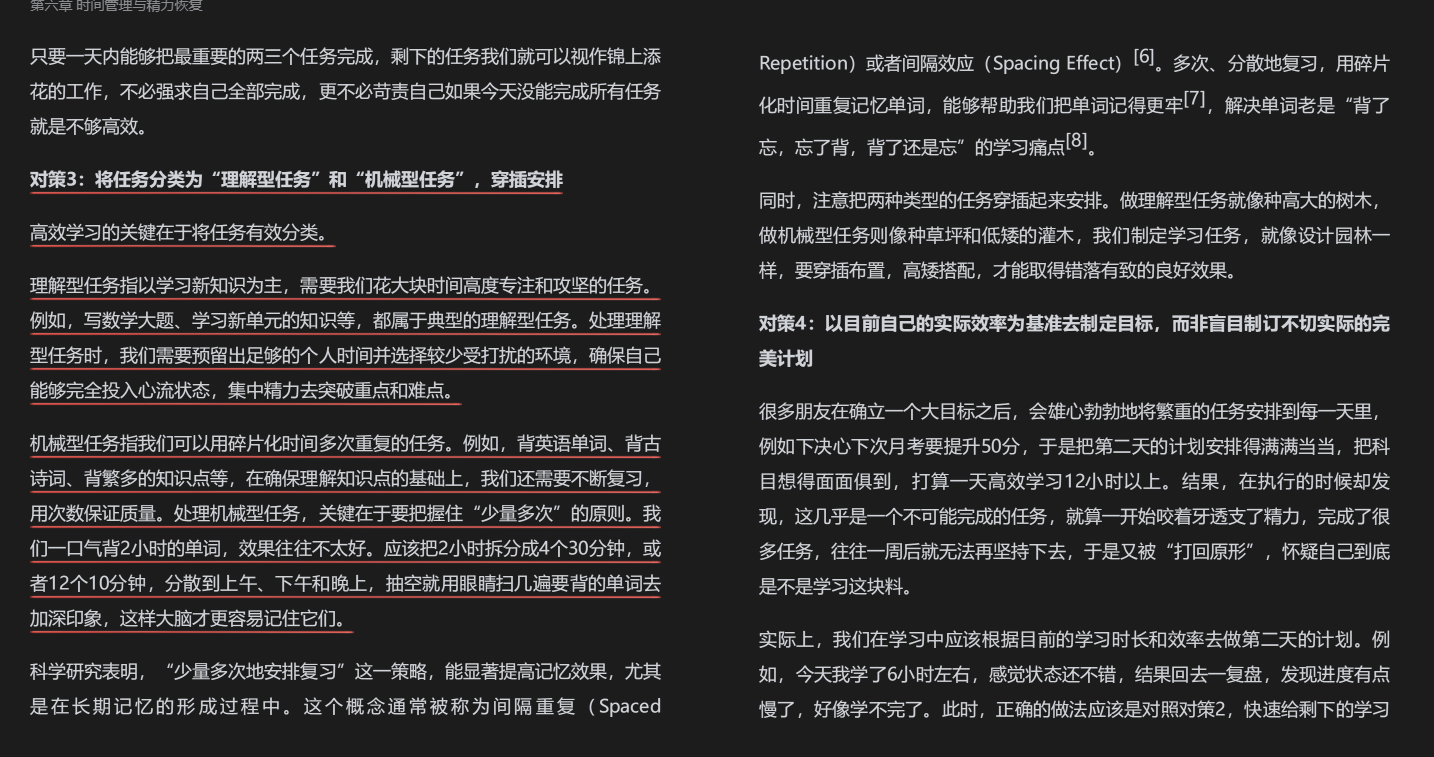 第六章 时间管理与精力恢复
只要一天内能够把最重要的两三个任务完成，剩下的任务我们就可以视作锦上添
花的工作，不必强求自己全部完成，更不必苛责自己如果今天没能完成所有任务
就是不够高效。
对策3：将任务分类为“理解型任务”和“机械型任务”，穿插安排
高效学习的关键在于将任务有效分类。
理解型任务指以学习新知识为主，需要我们花大块时间高度专注和攻坚的任务。
例如，写数学大题、学习新单元的知识等，都属于典型的理解型任务。处理理解
型任务时，我们需要预留出足够的个人时间并选择较少受打扰的环境，确保自己
能够完全投入心流状态，集中精力去突破重点和难点。
机械型任务指我们可以用碎片化时间多次重复的任务。例如，背英语单词、背古
诗词、背繁多的知识点等，在确保理解知识点的基础上，我们还需要不断复习，
用次数保证质量。处理机械型任务，关键在于要把握住“少量多次”的原则。我
们一口气背2小时的单词，效果往往不太好。应该把2小时拆分成4个30分钟，或
者12个10分钟，分散到上午、下午和晚上，抽空就用眼睛扫几遍要背的单词去
加深印象，这样大脑才更容易记住它们。
科学研究表明，“少量多次地安排复习”这一策略，能显著提高记忆效果，尤其
是在长期记忆的形成过程中。这个概念通常被称为间隔重复（Spaced
Repetition）或者间隔效应（Spacing Effect）[6]。多次、分散地复习，用碎片
化时间重复记忆单词，能够帮助我们把单词记得更牢[7]，解决单词老是“背了
忘，忘了背，背了还是忘”的学习痛点[8]。
同时，注意把两种类型的任务穿插起来安排。做理解型任务就像种高大的树木，
做机械型任务则像种草坪和低矮的灌木，我们制定学习任务，就像设计园林一
样，要穿插布置，高矮搭配，才能取得错落有致的良好效果。
对策4：以目前自己的实际效率为基准去制定目标，而非盲目制订不切实际的完
美计划
很多朋友在确立一个大目标之后，会雄心勃勃地将繁重的任务安排到每一天里，
例如下决心下次月考要提升50分，于是把第二天的计划安排得满满当当，把科
目想得面面俱到，打算一天高效学习12小时以上。结果，在执行的时候却发
现，这几乎是一个不可能完成的任务，就算一开始咬着牙透支了精力，完成了很
多任务，往往一周后就无法再坚持下去，于是又被“打回原形”，怀疑自己到底
是不是学习这块料。
实际上，我们在学习中应该根据目前的学习时长和效率去做第二天的计划。例
如，今天我学了6小时左右，感觉状态还不错，结果回去一复盘，发现进度有点
慢了，好像学不完了。此时，正确的做法应该是对照对策2，快速给剩下的学习